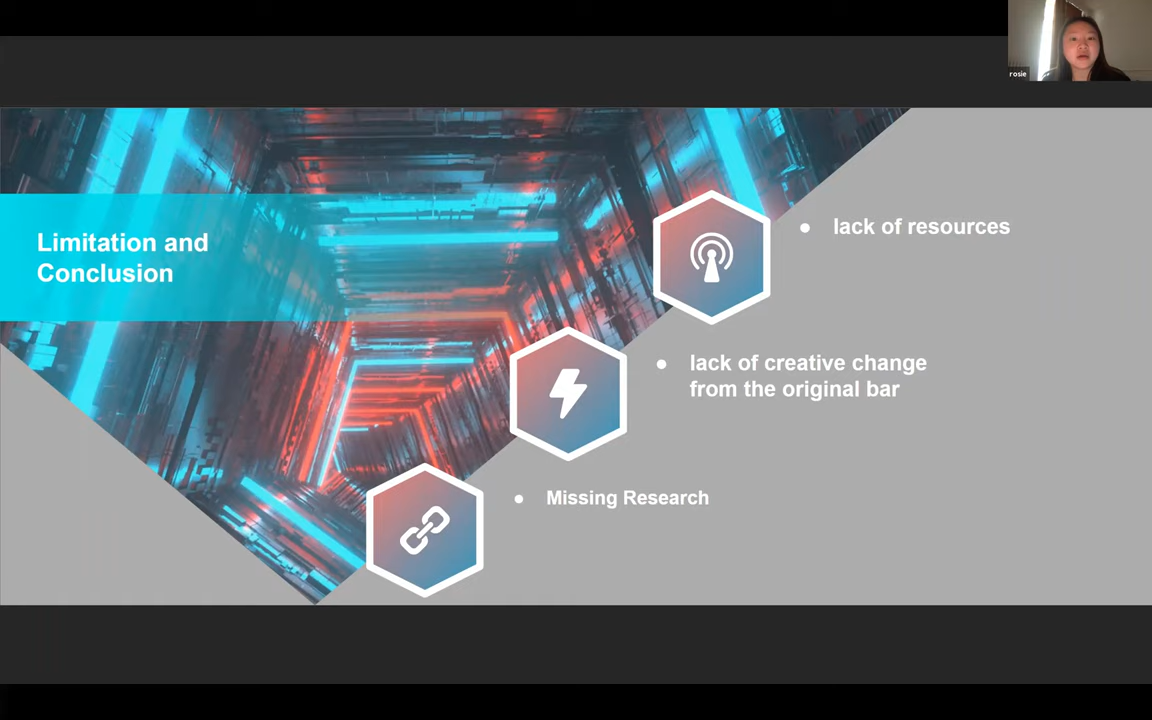 rosie
Limitation and
Conclusion
lack of resources
lack of creative change
from the original bar
Missing Research